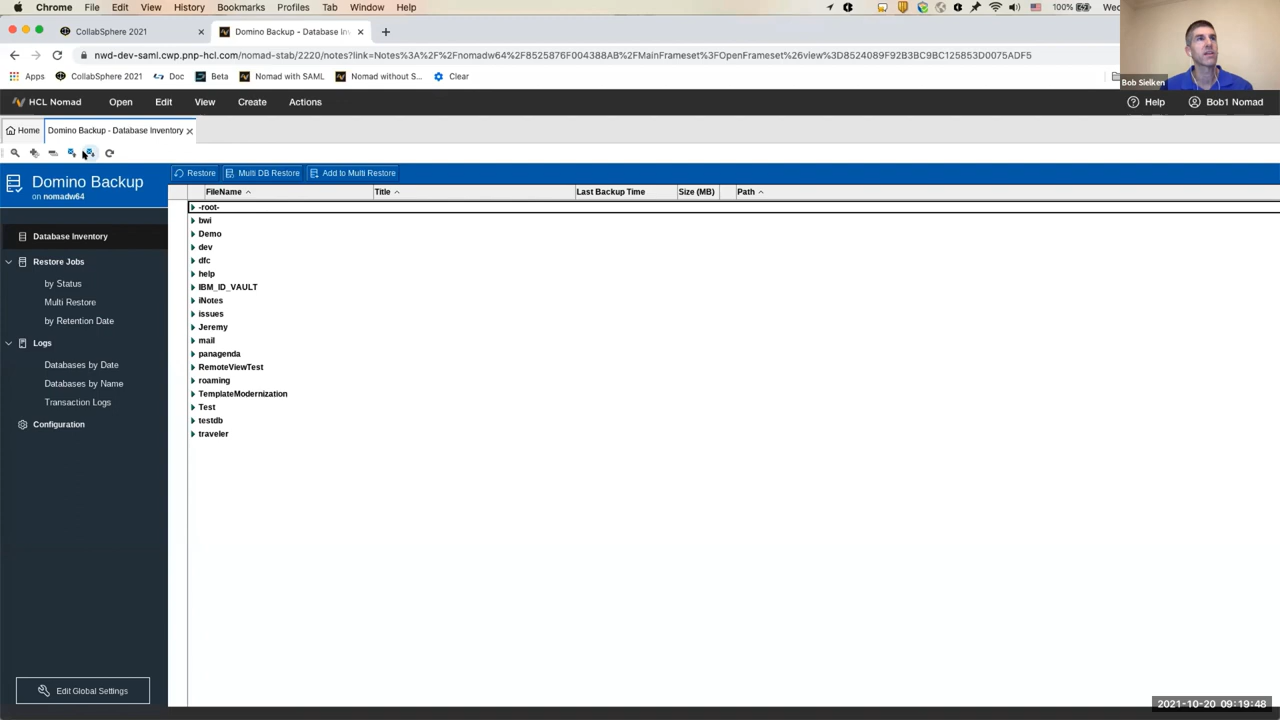 Chrome File Edit View History Bookmarks Profiles Tab Window Help
100%
CollabSphere 2021
Domino Backup - Database In
nwd-dev-saml.cwp.pnp-hcl.com/nomad-stab/2220/notes?link=Notes%3A%2F%2Fnomadw64%2F8525876F004388AB%2FMainFrameset%3FOpenFrameset%26view%3D8524089F92B3BC9BC125853D0075ADF5
Apps CollabSphere 2021 Doc Beta Nomad with SAML Nomad without S... Clear
Bob Sielken
HCL Nomad Open Edit View Create Actions
Help Bob1 Nomad
Home Domino Backup - Database Inventory
Domino Backup
on nomadw64
Database Inventory
Restore Jobs
by Status
Multi Restore
by Retention Date
Logs
Databases by Date
Databases by Name
Transaction Logs
Configuration
Edit Global Settings
Restore Multi DB Restore Add to Multi Restore
FileName Title Last Backup Time Size (MB) Path
-root-
bwi
Demo
dev
dfc
help
IBM_ID_VAULT
iNotes
issues
Jeremy
mail
panagenda
RemoteViewTest
roaming
TemplateModernization
Test
testdb
traveler
2021-10-20 09:19:48